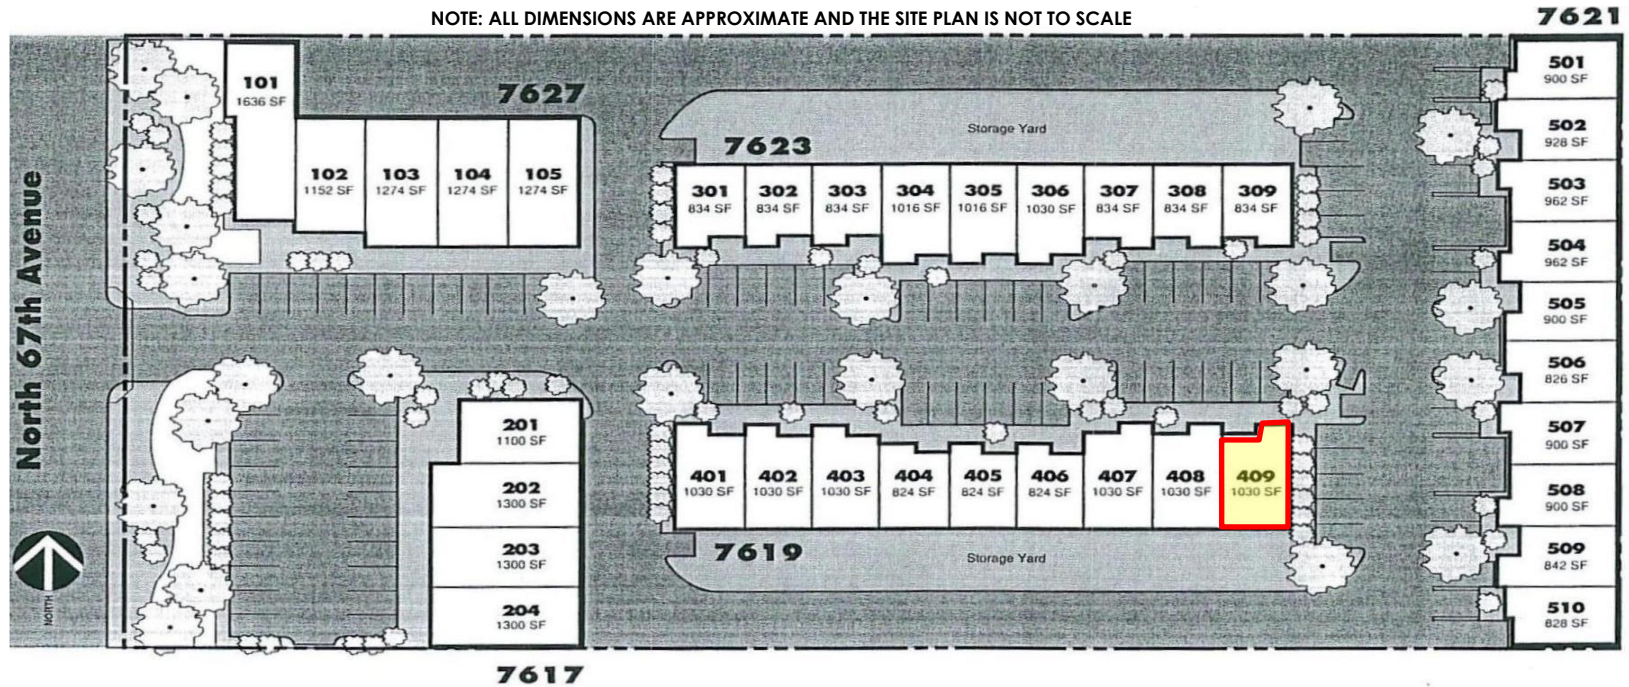 NOTE: ALL DIMENSIONS ARE APPROXIMATE AND THE SITE PLAN IS NOT TO SCALE
7621
North 67th Avenue
NORTH
7627
101
1636 SF
102
1152 SF
103
1274 SF
104
1274 SF
105
1274 SF
7623
Storage Yard
301
834 SF
302
834 SF
303
834 SF
304
1016 SF
305
1016 SF
306
1030 SF
307
834 SF
308
834 SF
309
834 SF
201
1100 SF
202
1300 SF
203
1300 SF
204
1300 SF
7617
401
1030 SF
402
1030 SF
403
1030 SF
404
824 SF
405
824 SF
406
824 SF
407
1030 SF
408
1030 SF
409
1030 SF
7619
Storage Yard
501
900 SF
502
928 SF
503
962 SF
504
962 SF
505
900 SF
506
826 SF
507
900 SF
508
900 SF
509
842 SF
510
828 SF